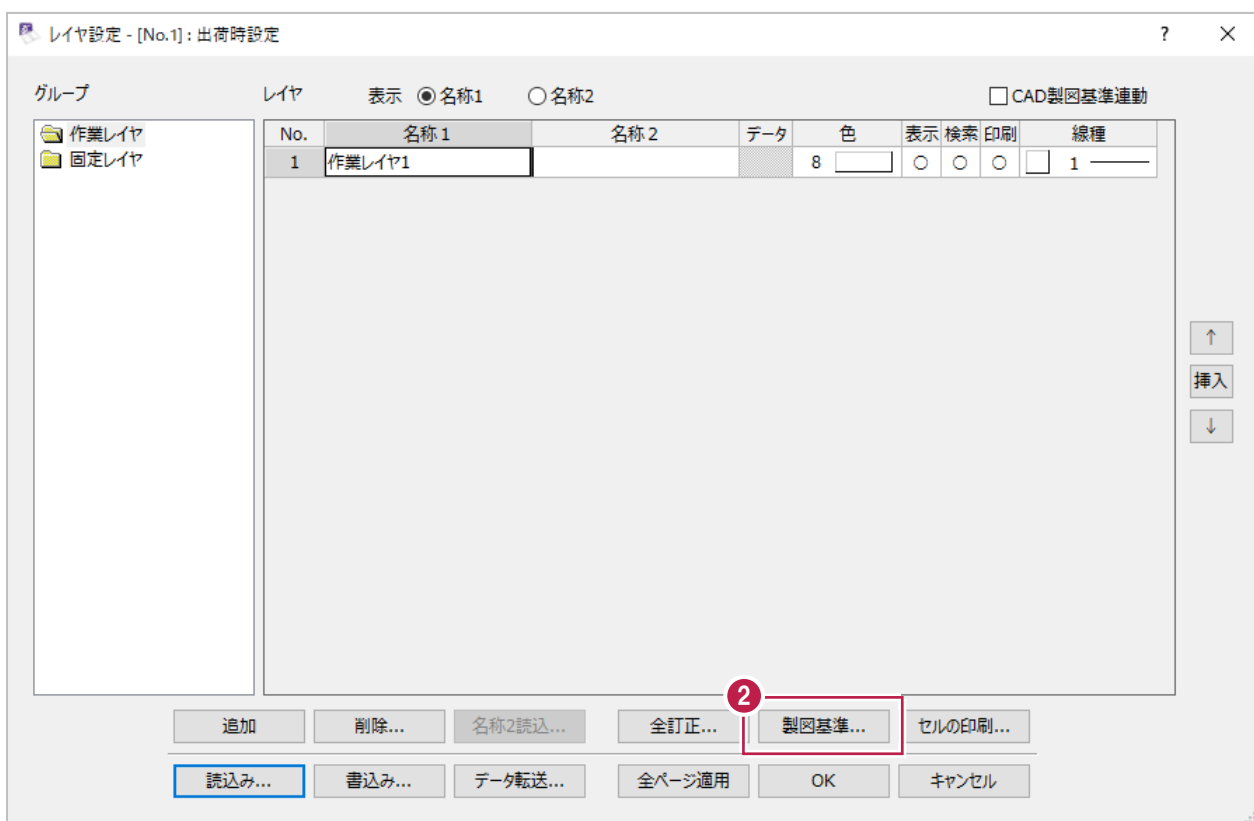 レイヤ設定 - [No.1] : 出荷時設定 ? ×
グループ レイヤ 表示 名称1 名称2 CAD製図基準連動
作業レイヤ
固定レイヤ
No. 名称 1 名称 2 データ 色 表示 検索 印刷 線種
1 作業レイヤ1 8 ○ ○ ○ 1
↑
挿入
↓
2
追加 削除... 名称2読込... 全訂正... 製図基準... セルの印刷...
読込み... 書込み... データ転送... 全ページ適用 OK キャンセル